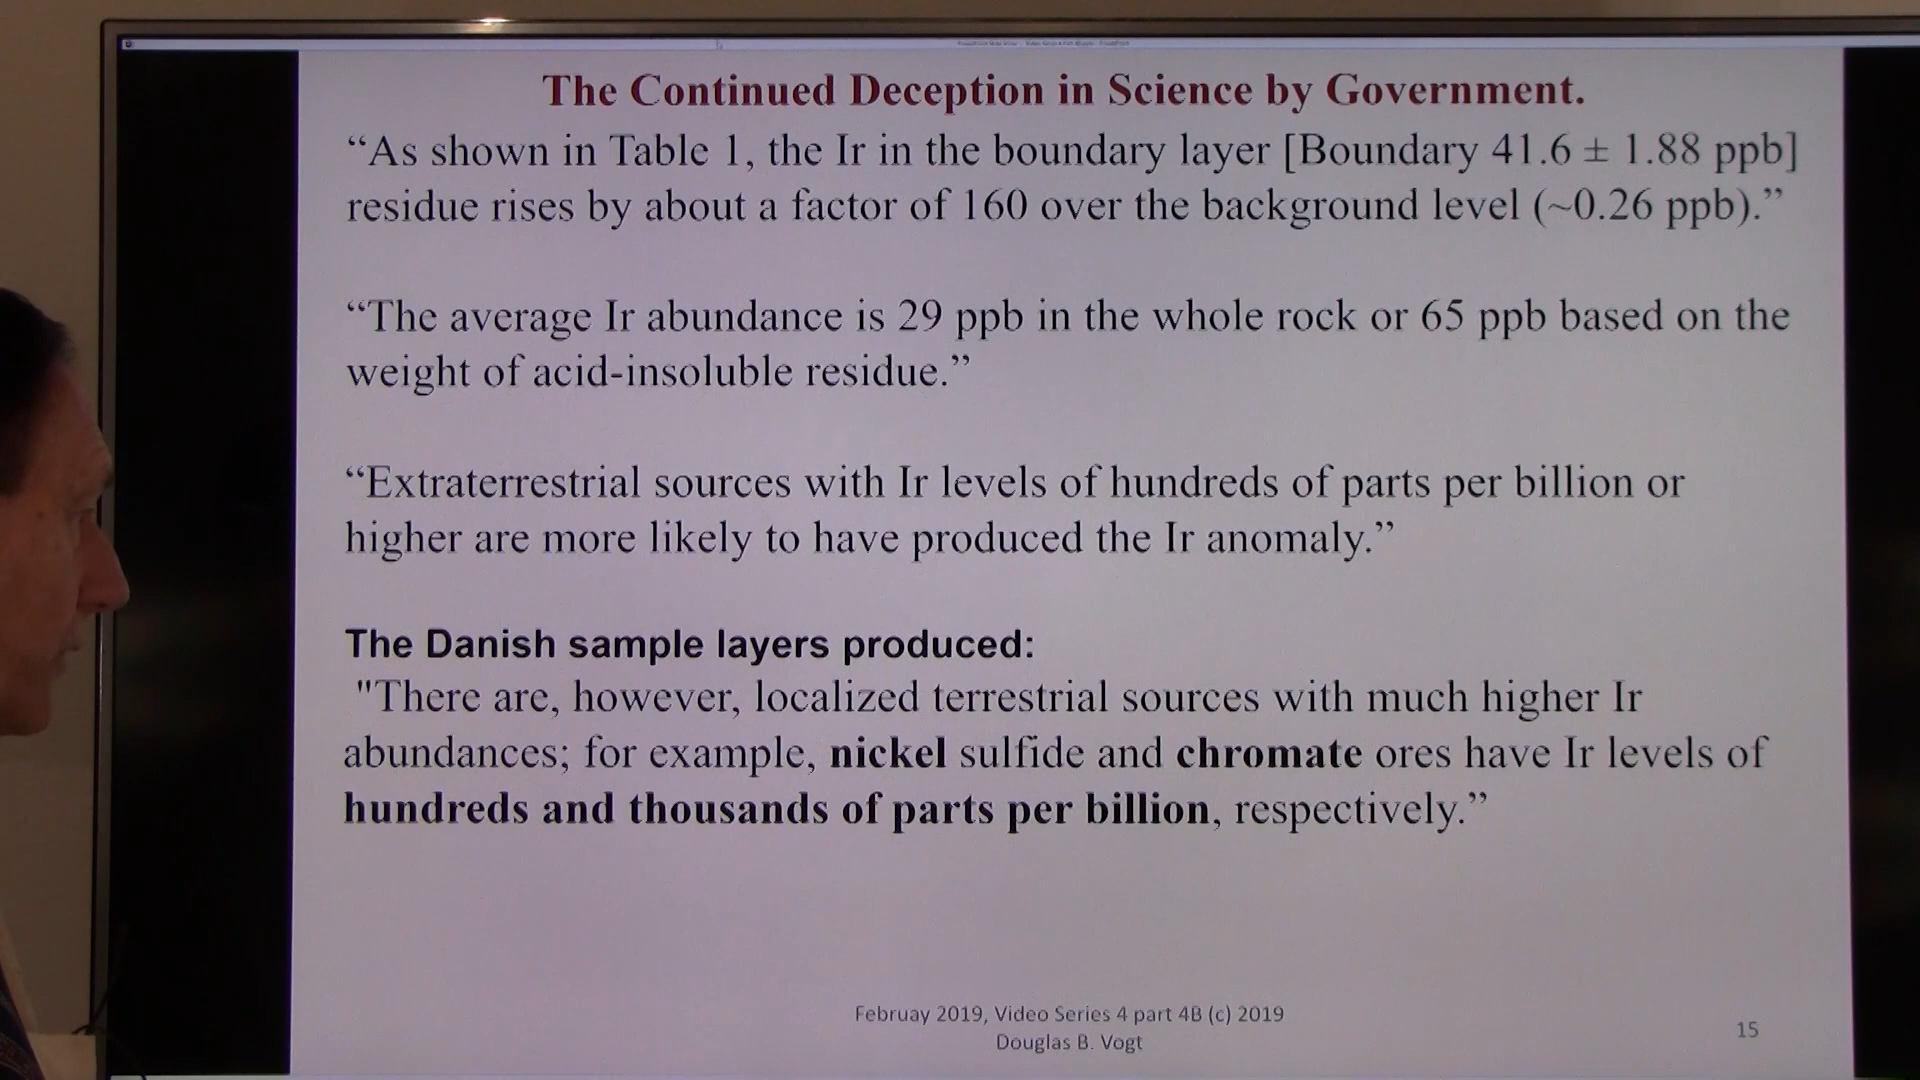 The Continued Deception in Science by Government.
“As shown in Table 1, the Ir in the boundary layer [Boundary 41.6 ± 1.88 ppb]
residue rises by about a factor of 160 over the background level (~0.26 ppb).”
“The average Ir abundance is 29 ppb in the whole rock or 65 ppb based on the
weight of acid-insoluble residue.”
“Extraterrestrial sources with Ir levels of hundreds of parts per billion or
higher are more likely to have produced the Ir anomaly.”
The Danish sample layers produced:
"There are, however, localized terrestrial sources with much higher Ir
abundances; for example, nickel sulfide and chromate ores have Ir levels of
hundreds and thousands of parts per billion, respectively.”
Februay 2019, Video Series 4 part 4B (c) 2019
Douglas B. Vogt
15